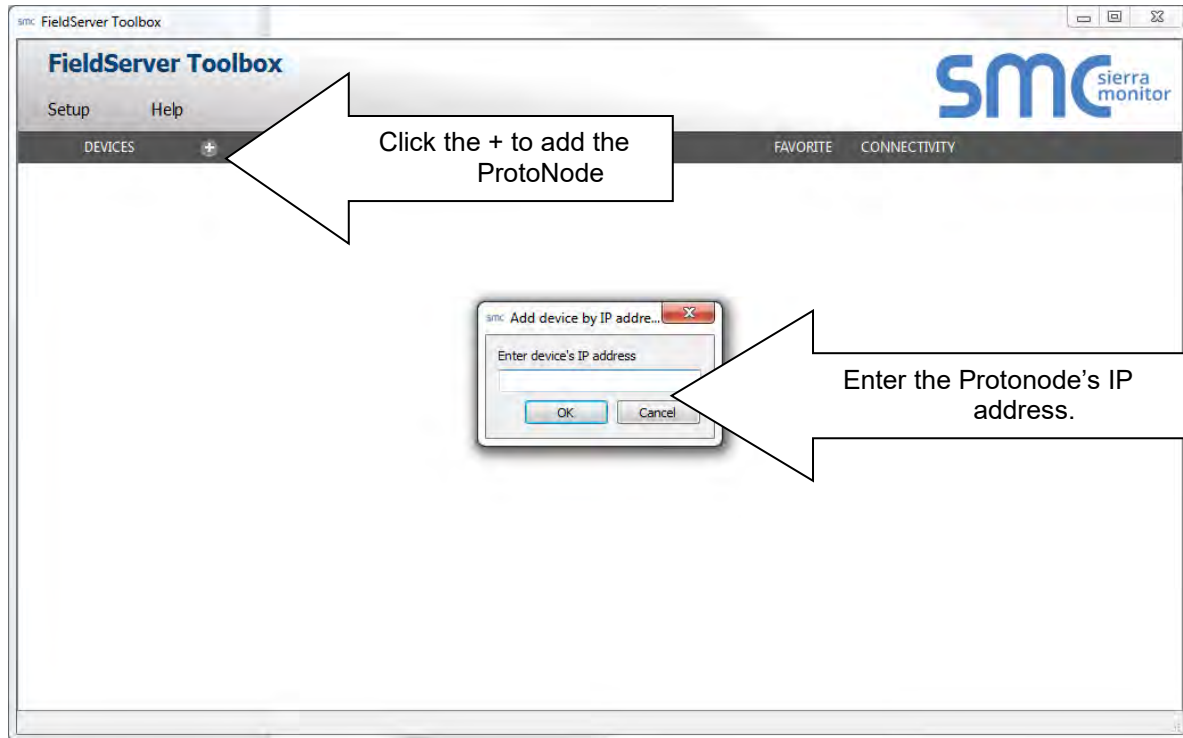 smc FieldServer Toolbox
FieldServer Toolbox
smc sierra
monitor
Setup Help
DEVICES + FAVORITE CONNECTIVITY
Click the + to add the
ProtoNode
smc Add device by IP addre...
Enter device's IP address
OK Cancel
Enter the Protonode’s IP
address.